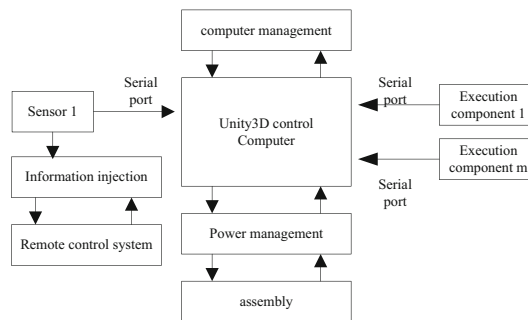 computer management
Serial
port
Sensor 1
Unity3D control
Computer
Serial
port
Execution
component 1
Execution
component m
Serial
port
Information injection
Remote control system
Power management
assembly